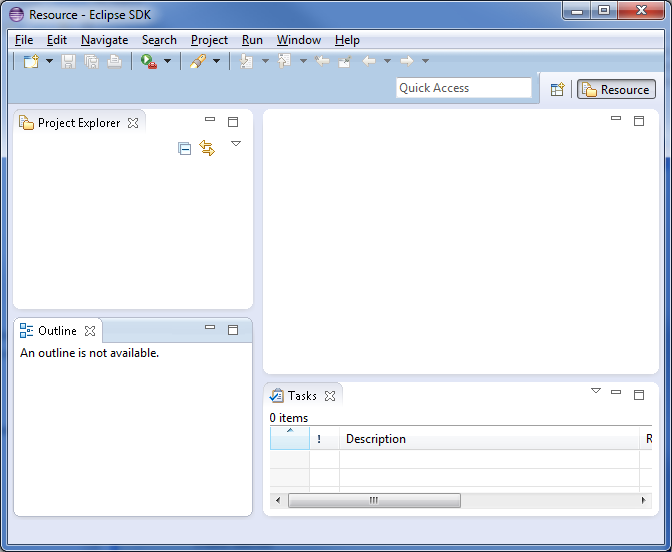 Resource - Eclipse SDK
File Edit Navigate Search Project Run Window Help
Quick Access
Resource
Project Explorer
Outline
An outline is not available.
Tasks
0 items
! Description R